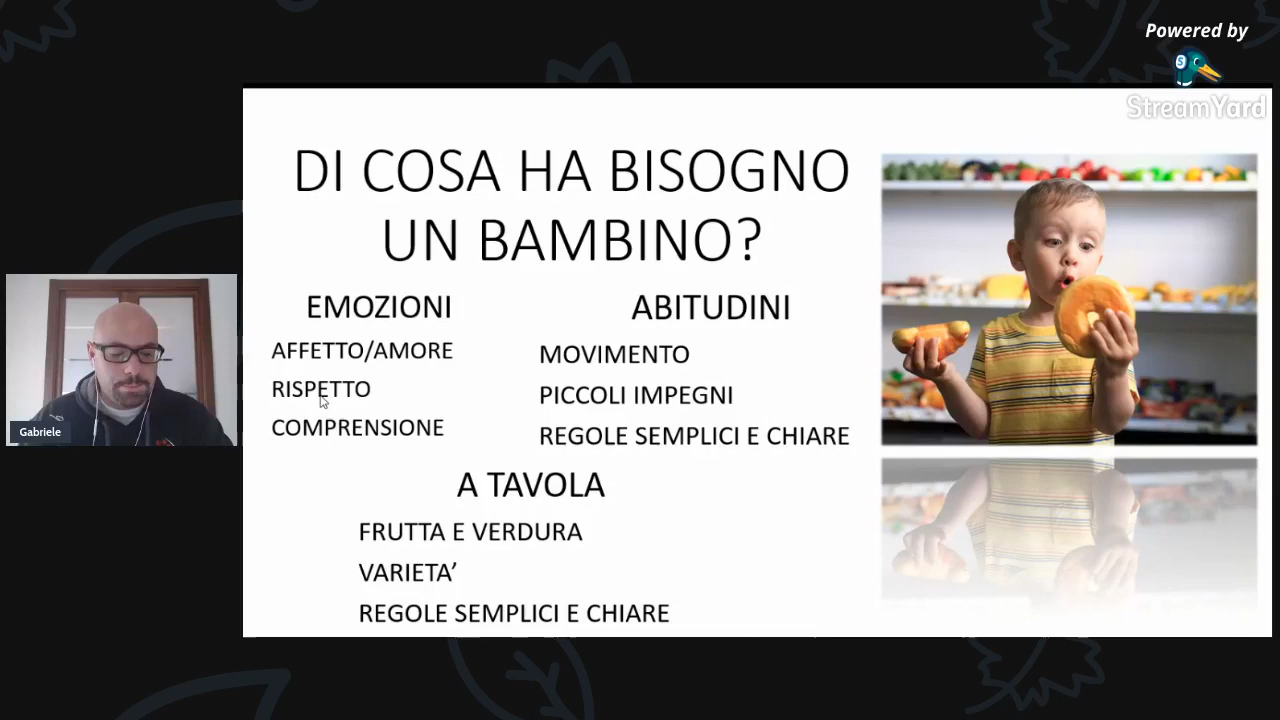 Powered by
StreamYard
DI COSA HA BISOGNO
UN BAMBINO?
EMOZIONI
AFFETTO/AMORE
RISPETTO
COMPRENSIONE
ABITUDINI
MOVIMENTO
PICCOLI IMPEGNI
REGOLE SEMPLICI E CHIARE
A TAVOLA
FRUTTA E VERDURA
VARIETA’
REGOLE SEMPLICI E CHIARE
Gabriele